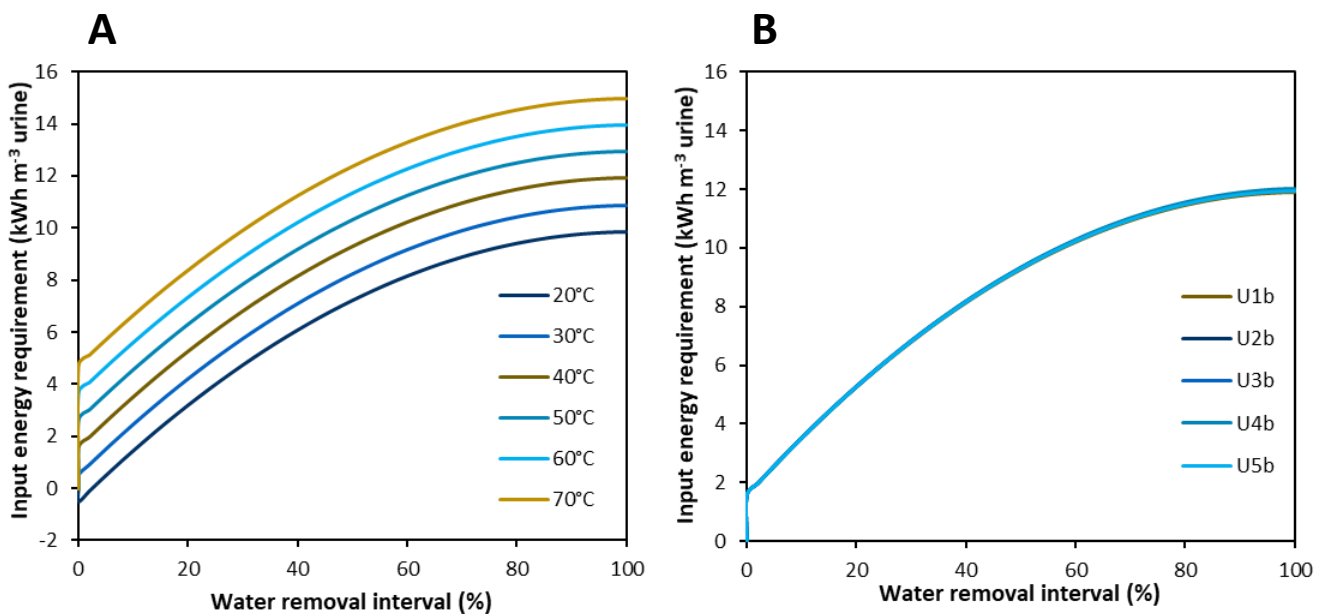 A
Input energy requirement (kWh m⁻³ urine)
16
14
12
10
8
6
4
2
0
-2
20°C
30°C
40°C
50°C
60°C
70°C
0 20 40 60 80 100
Water removal interval (%)
B
Input energy requirement (kWh m⁻³ urine)
16
14
12
10
8
6
4
2
0
U1b
U2b
U3b
U4b
U5b
0 20 40 60 80 100
Water removal interval (%)